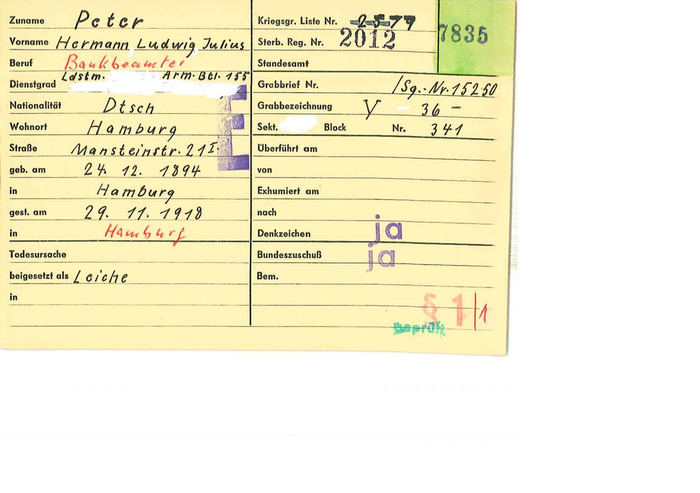 Zuname Peter
Vorname Hermann Ludwig Julius
Beruf Bankbeamter
Dienstgrad Ldstm. Arm. Btl. 155
Nationalität Dtsch
Wohnort Hamburg
Straße Mansteinstr. 21 I
E
geb. am 24. 12. 1894
in Hamburg
gest. am 29. 11. 1918
in Hamburg
Todesursache
beigesetzt als Leiche
in
Kriegsgr. Liste Nr.
7835
Sterb. Reg. Nr. 2012
Standesamt
Grabbrief Nr. /Sg.-Nr. 15250
Grabbezeichnung Y 36 –
Sekt. Block Nr. 341
Überführt am
von
Exhumiert am
nach
Denkzeichen ja
Bundeszuschuß ja
Bem.
§ 1/1
Geprüft